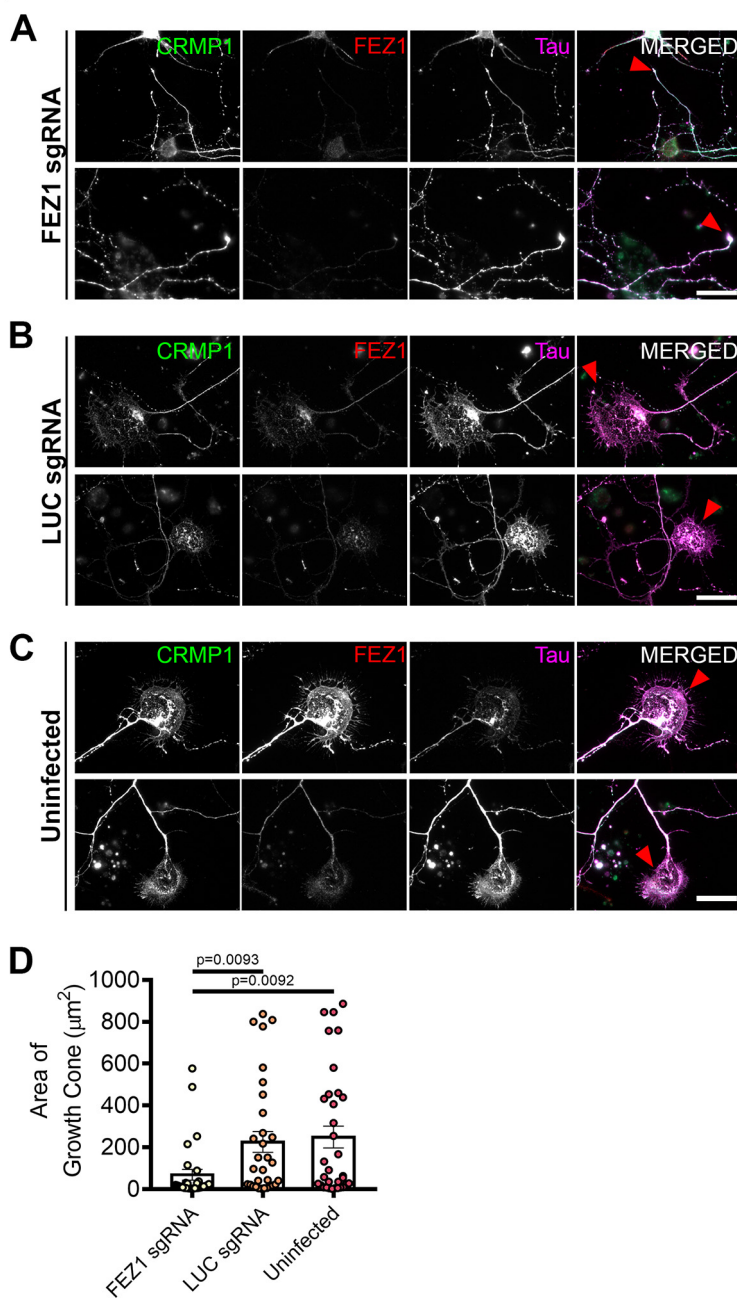 A
FEZ1 sgRNA
CRMP1 FEZ1 Tau MERGED
B
LUC sgRNA
CRMP1 FEZ1 Tau MERGED
C
Uninfected
CRMP1 FEZ1 Tau MERGED
D
p=0.0093
p=0.0092
Area of
Growth Cone (μm²)
1000
800
600
400
200
0
FEZ1 sgRNA
LUC sgRNA
Uninfected